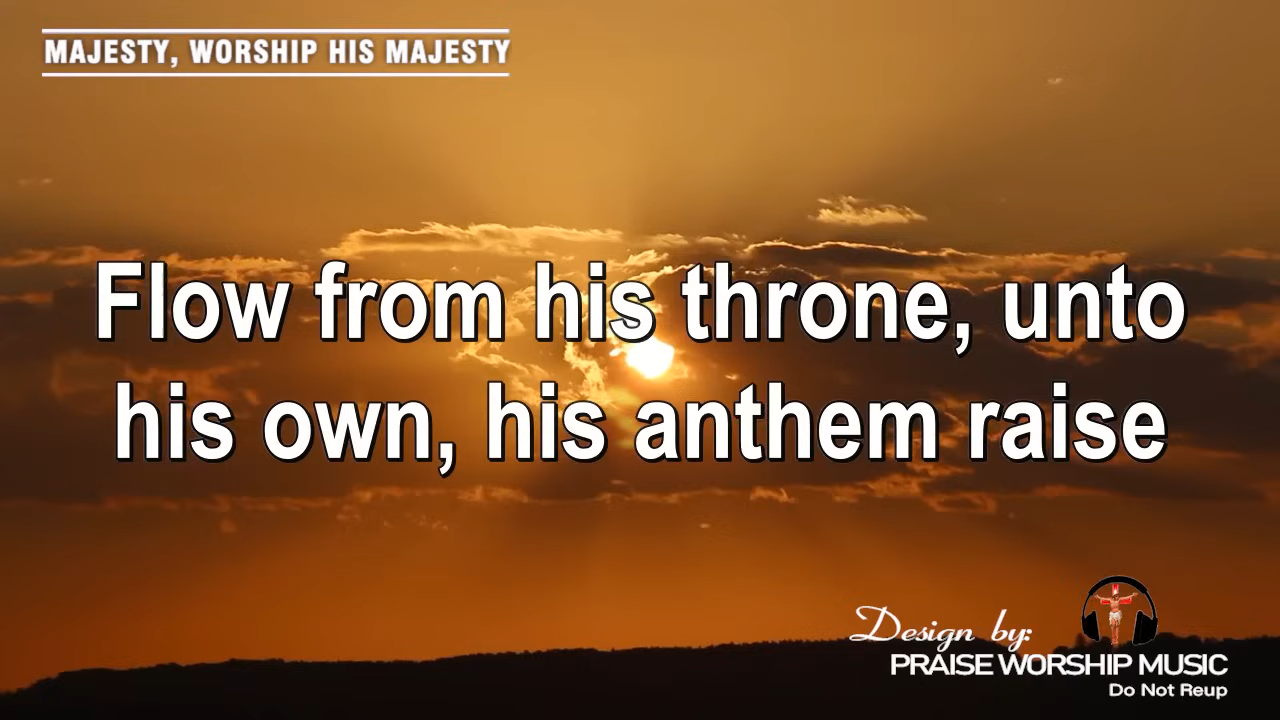 MAJESTY, WORSHIP HIS MAJESTY
Flow from his throne, unto
his own, his anthem raise
Design by:
PRAISE WORSHIP MUSIC
Do Not Reup